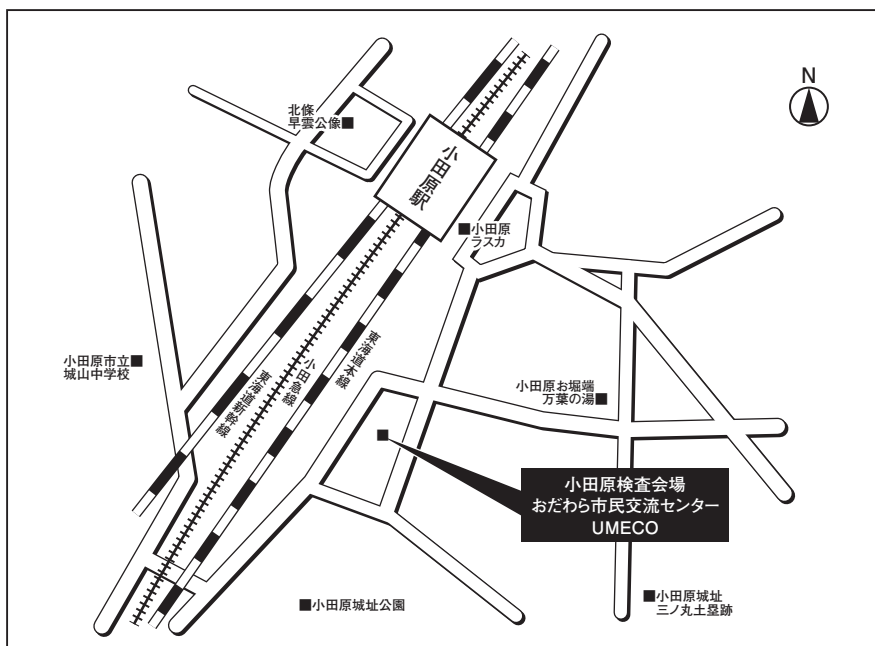 N
北條
早雲公像■
小田原駅
■小田原
ラスカ
小田原市立■
城山中学校
東海道本線
小田急線
東海道新幹線
小田原お堀端
万葉の湯■
小田原検査会場
おだわら市民交流センター
UMECO
■小田原城址公園
■小田原城址
三ノ丸土塁跡